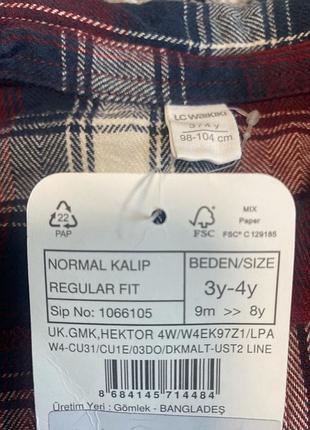 LC WAIKIKI
3/4 y
98-104 cm
22
PAP
FSC
MIX
Paper
FSC® C 129185
NORMAL KALIP
REGULAR FIT
Sip No: 1066105
BEDEN/SIZE
3y-4y
9m >> 8y
UK.GMK,HEKTOR 4W/W4EK97Z1/LPA
W4-CU31/CU1E/03DO/DKMALT-UST2 LINE
8 684145 714484
Üretim Yeri : Gömlek - BANGLADEŞ